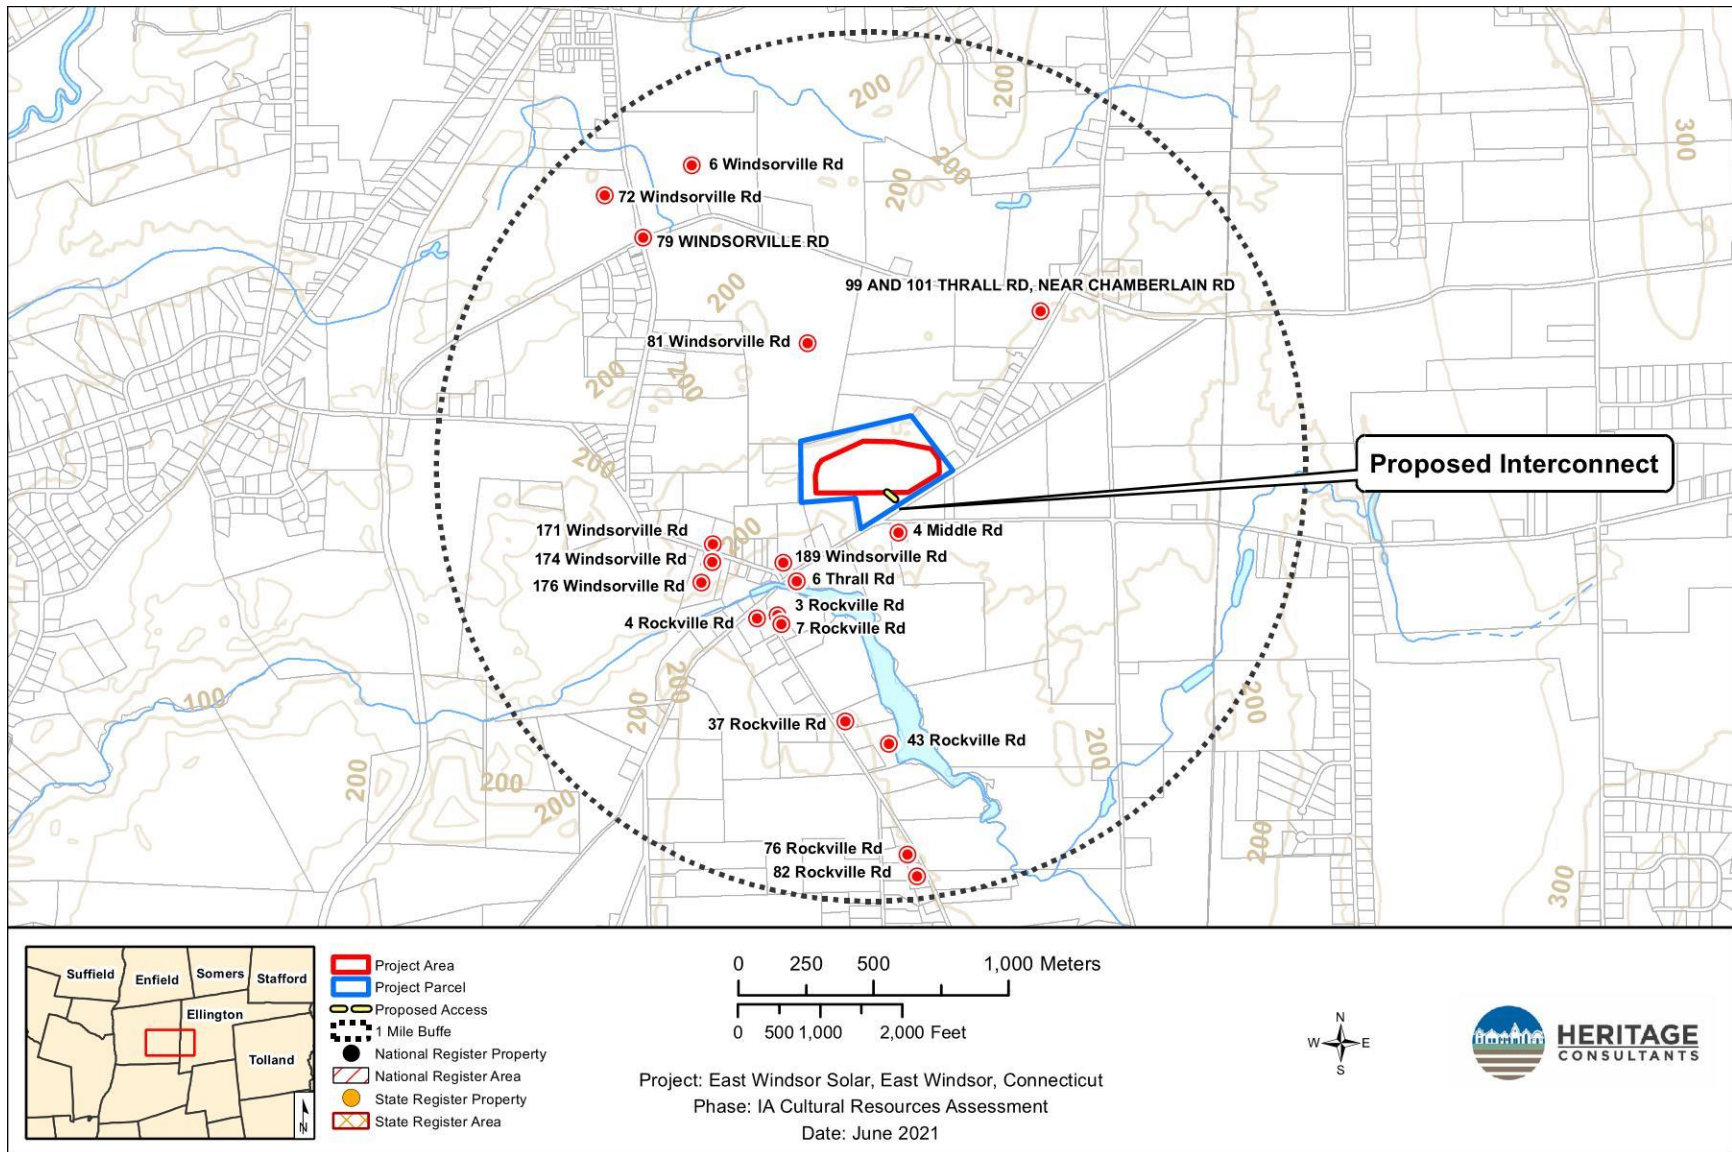 200
200
200
200
300
6 Windsorville Rd
72 Windsorville Rd
79 WINDSORVILLE RD
200
99 AND 101 THRALL RD, NEAR CHAMBERLAIN RD
81 Windsorville Rd
200
200
200
Proposed Interconnect
171 Windsorville Rd
200
4 Middle Rd
174 Windsorville Rd
189 Windsorville Rd
176 Windsorville Rd
6 Thrall Rd
3 Rockville Rd
4 Rockville Rd
7 Rockville Rd
100
200
200
200
37 Rockville Rd
43 Rockville Rd
200
200
200
200
76 Rockville Rd
200
82 Rockville Rd
300
Suffield
Enfield
Somers
Stafford
Ellington
Tolland
N
Project Area
Project Parcel
Proposed Access
1 Mile Buffe
National Register Property
National Register Area
State Register Property
State Register Area
0 250 500 1,000 Meters
0 500 1,000 2,000 Feet
Project: East Windsor Solar, East Windsor, Connecticut
Phase: IA Cultural Resources Assessment
Date: June 2021
N
W E
S
HERITAGE
CONSULTANTS